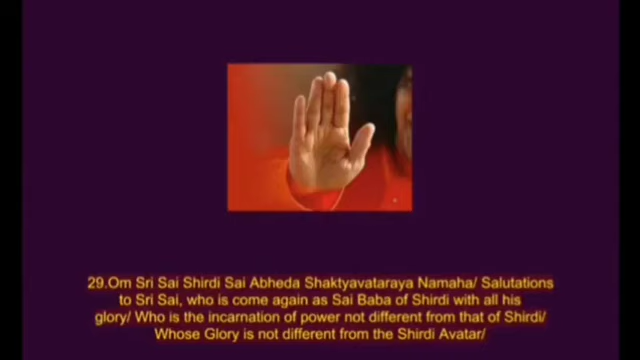 29.Om Sri Sai Shirdi Sai Abheda Shaktyavataraya Namaha/ Salutations
to Sri Sai, who is come again as Sai Baba of Shirdi with all his
glory/ Who is the incarnation of power not different from that of Shirdi/
Whose Glory is not different from the Shirdi Avatar/